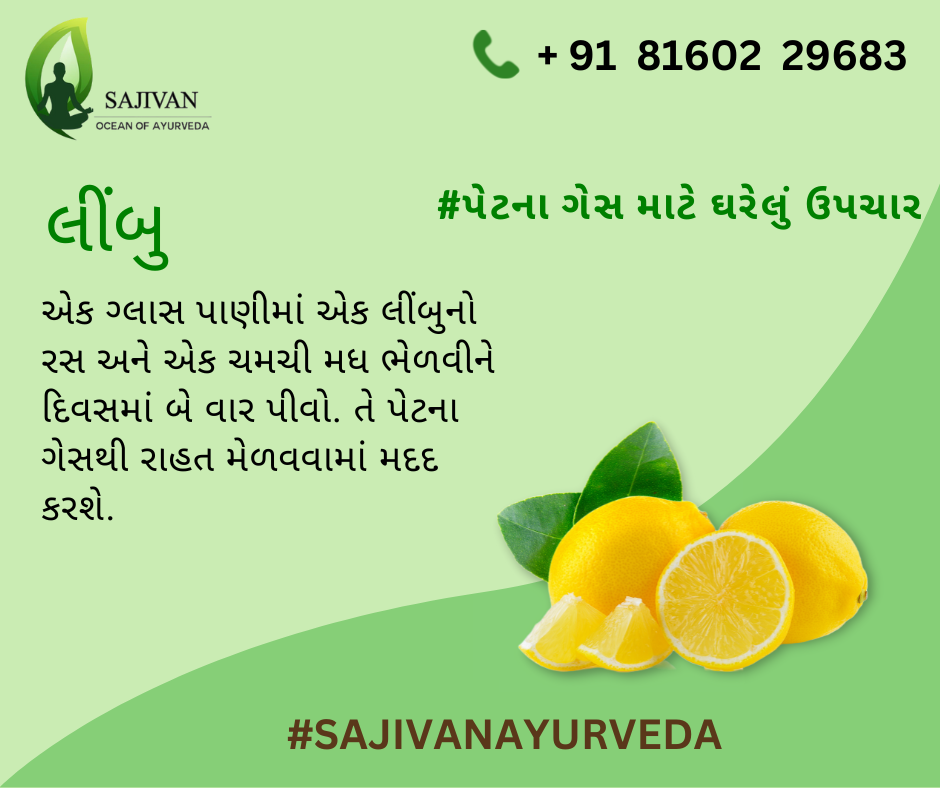 SAJIVAN
OCEAN OF AYURVEDA
+ 91 81602 29683
#પેટના ગેસ માટે ઘરેલું ઉપચાર
લીંબુ
એક ગ્લાસ પાણીમાં એક લીંબુનો
રસ અને એક ચમચી મધ ભેળવીને
દિવસમાં બે વાર પીવો. તે પેટના
ગેસથી રાહત મેળવવામાં મદદ
કરશે.
#SAJIVANAYURVEDA